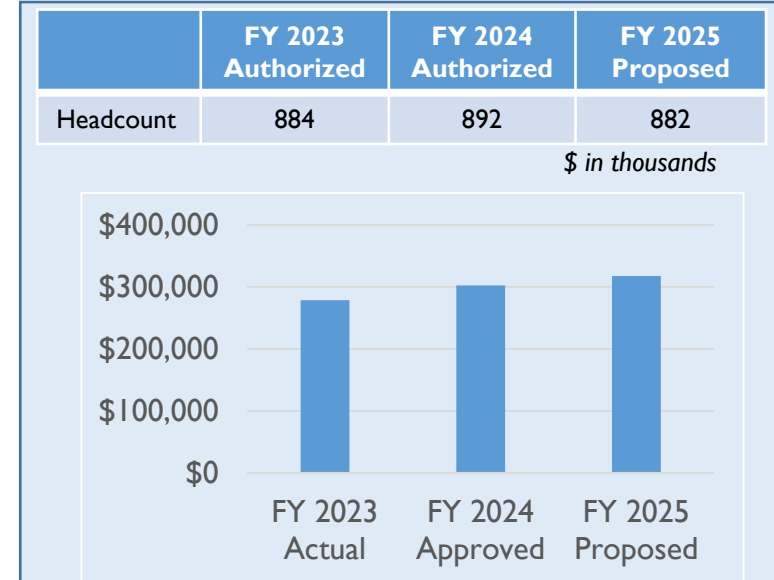 FY 2023 FY 2024 FY 2025
Authorized Authorized Proposed
Headcount 884 892 882
$ in thousands
$400,000
$300,000
$200,000
$100,000
$0
FY 2023 FY 2024 FY 2025
Actual Approved Proposed